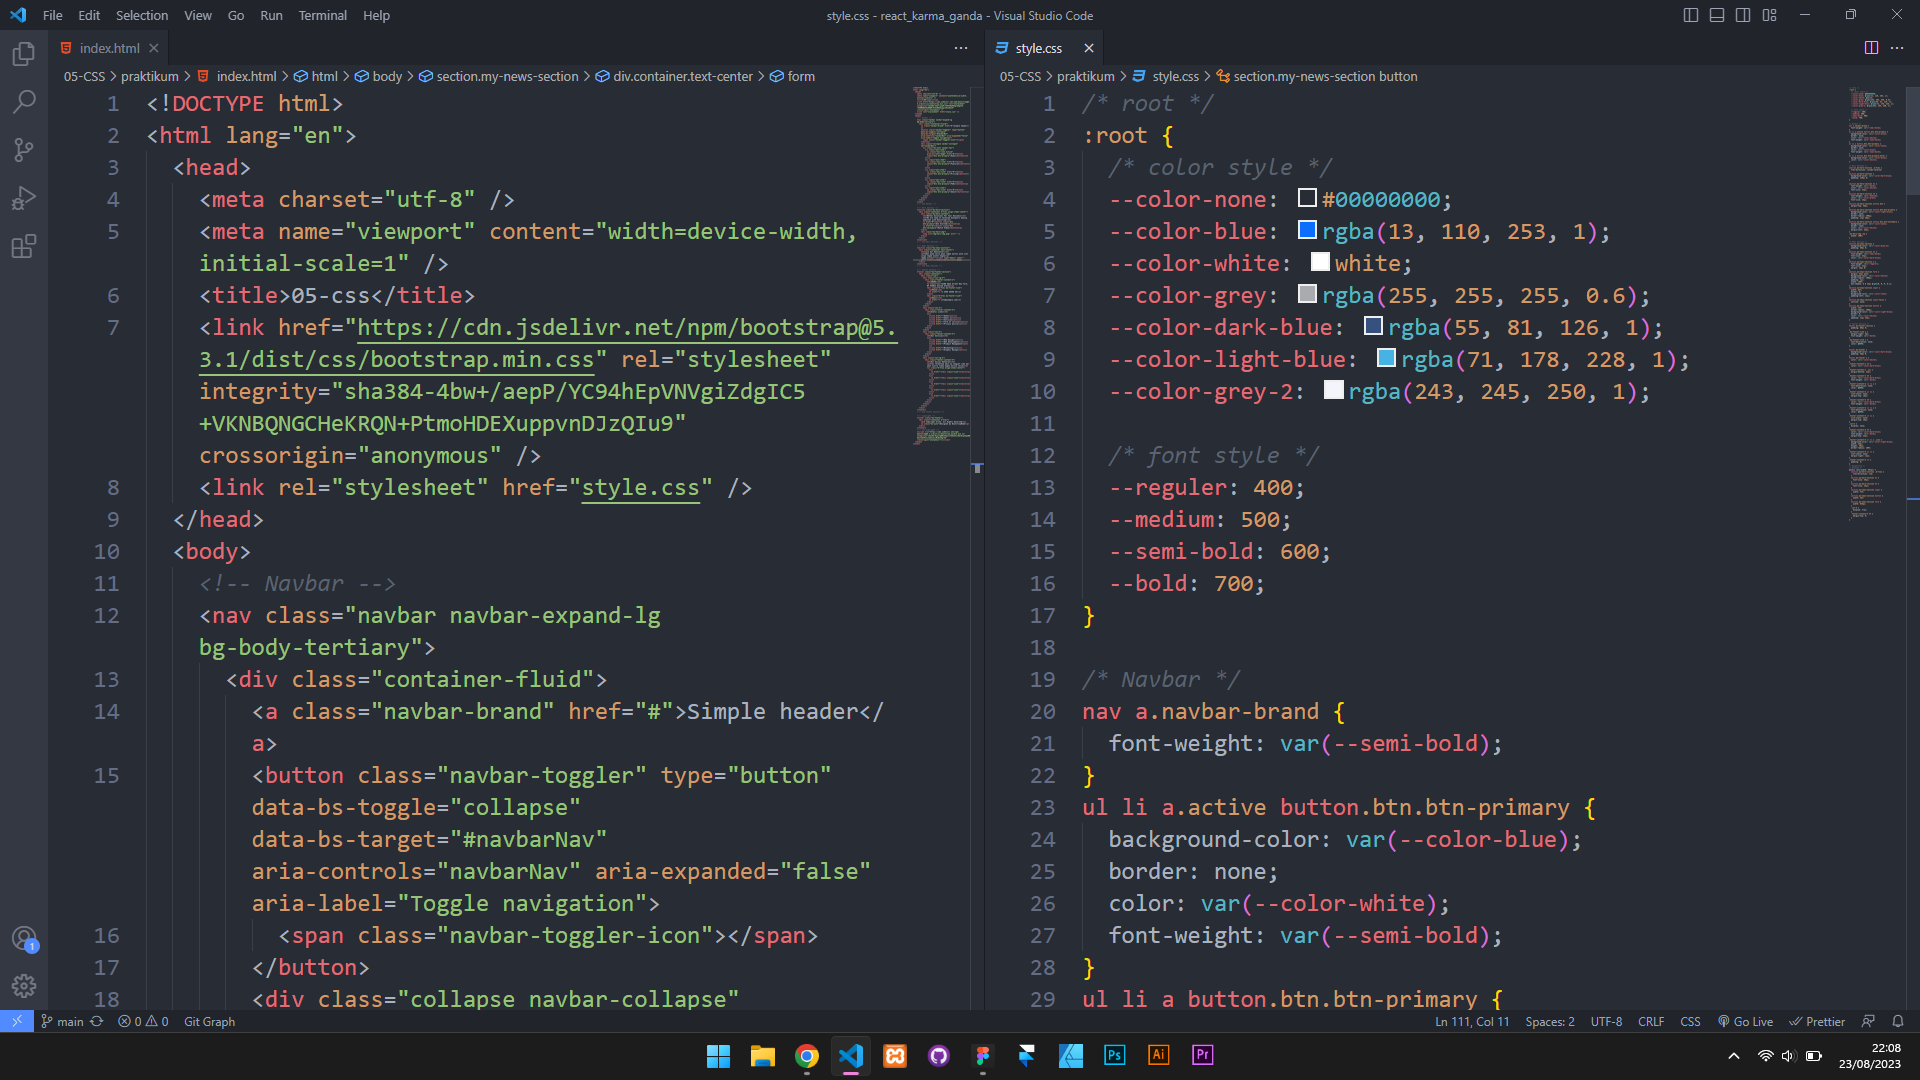 File Edit Selection View Go Run Terminal Help
style.css - react_karma_ganda - Visual Studio Code
index.html
05-CSS > praktikum > index.html > html > body > section.my-news-section > div.container.text-center > form
1 <!DOCTYPE html>
2 <html lang="en">
3 <head>
4 <meta charset="utf-8" />
5 <meta name="viewport" content="width=device-width,
initial-scale=1" />
6 <title>05-css</title>
7 <link href="https://cdn.jsdelivr.net/npm/bootstrap@5.
3.1/dist/css/bootstrap.min.css" rel="stylesheet"
integrity="sha384-4bw+/aepP/YC94hEpVNVgiZdgIC5
+VKNBQNGCHeKRQN+PtmoHDEXuppvnDJzQIu9"
crossorigin="anonymous" />
8 <link rel="stylesheet" href="style.css" />
9 </head>
10 <body>
11 <!-- Navbar -->
12 <nav class="navbar navbar-expand-lg
bg-body-tertiary">
13 <div class="container-fluid">
14 <a class="navbar-brand" href="#">Simple header</
a>
15 <button class="navbar-toggler" type="button"
data-bs-toggle="collapse"
data-bs-target="#navbarNav"
aria-controls="navbarNav" aria-expanded="false"
aria-label="Toggle navigation">
16 <span class="navbar-toggler-icon"></span>
17 </button>
18 <div class="collapse navbar-collapse"
style.css
05-CSS > praktikum > style.css > section.my-news-section button
1 /* root */
2 :root {
3 /* color style */
4 --color-none: #00000000;
5 --color-blue: rgba(13, 110, 253, 1);
6 --color-white: white;
7 --color-grey: rgba(255, 255, 255, 0.6);
8 --color-dark-blue: rgba(55, 81, 126, 1);
9 --color-light-blue: rgba(71, 178, 228, 1);
10 --color-grey-2: rgba(243, 245, 250, 1);
11
12 /* font style */
13 --reguler: 400;
14 --medium: 500;
15 --semi-bold: 600;
16 --bold: 700;
17 }
18
19 /* Navbar */
20 nav a.navbar-brand {
21 font-weight: var(--semi-bold);
22 }
23 ul li a.active button.btn.btn-primary {
24 background-color: var(--color-blue);
25 border: none;
26 color: var(--color-white);
27 font-weight: var(--semi-bold);
28 }
29 ul li a button.btn.btn-primary {
1
main 0 0 Git Graph
Ln 111, Col 11 Spaces: 2 UTF-8 CRLF CSS Go Live Prettier
Ps Ai Pr
22:08
23/08/2023